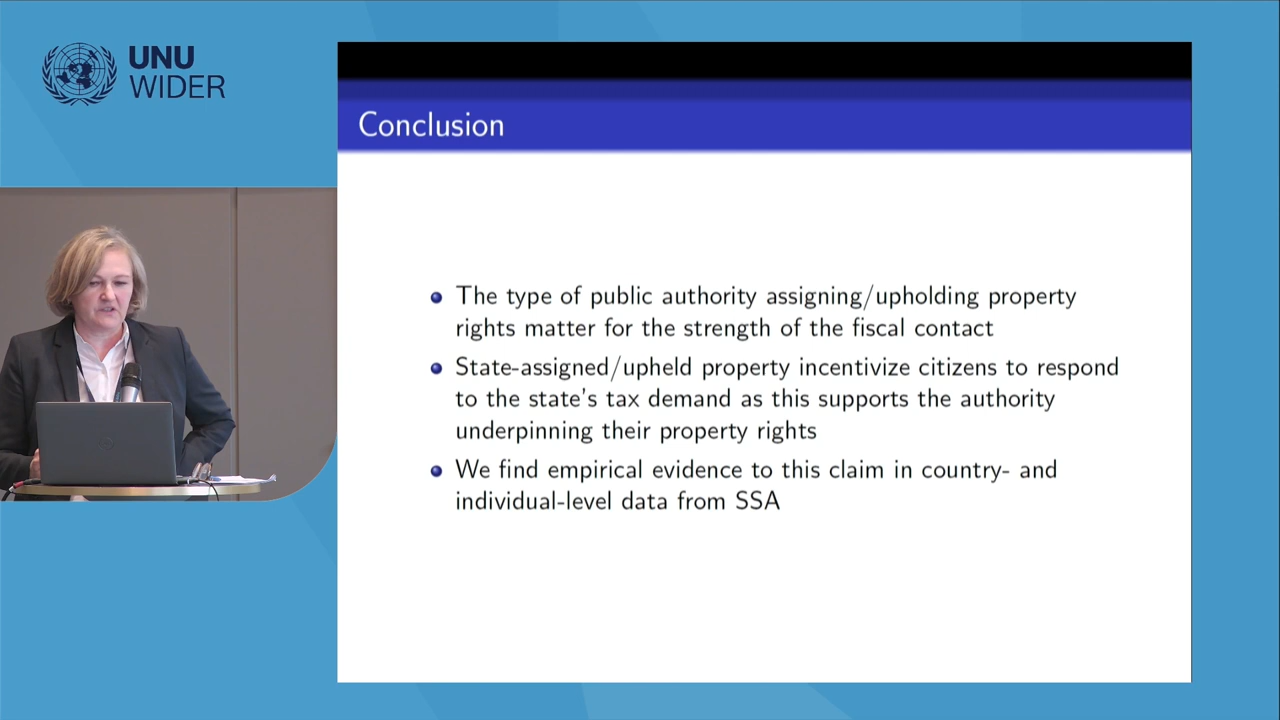 UNU
WIDER
Conclusion
The type of public authority assigning/upholding property
rights matter for the strength of the fiscal contact
State-assigned/upheld property incentivize citizens to respond
to the state's tax demand as this supports the authority
underpinning their property rights
We find empirical evidence to this claim in country- and
individual-level data from SSA